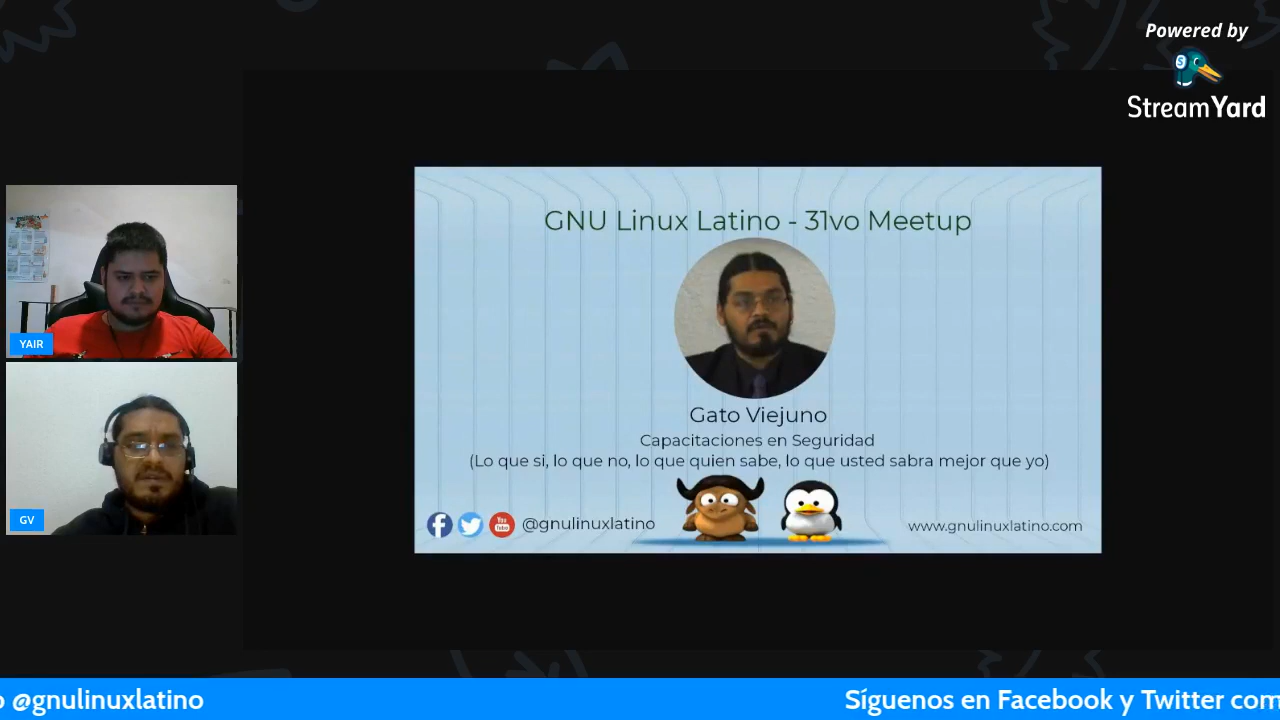 Powered by
StreamYard
GNU Linux Latino - 31vo Meetup
Gato Viejuno
Capacitaciones en Seguridad
(Lo que si, lo que no, lo que quien sabe, lo que usted sabra mejor que yo)
You
Tube
@gnulinuxlatino
www.gnulinuxlatino.com
YAIR
GV
o @gnulinuxlatino
Síguenos en Facebook y Twitter com